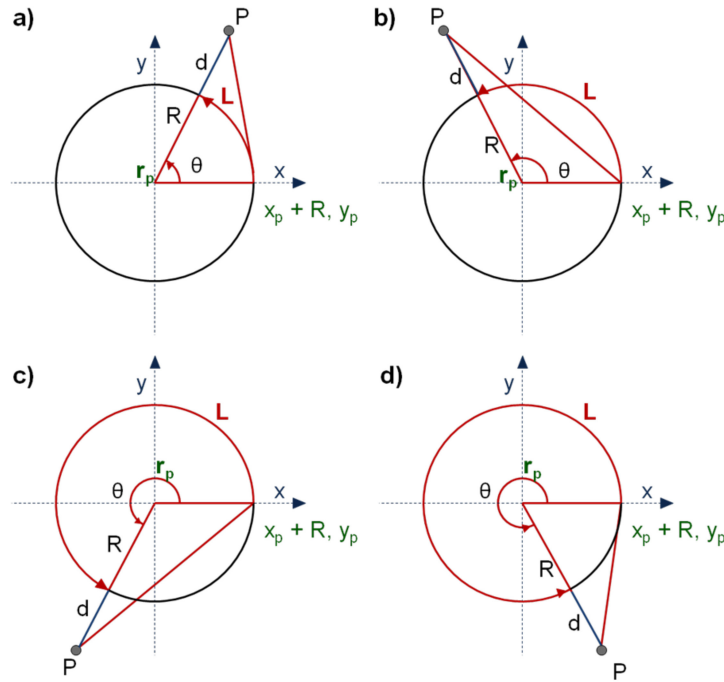 a)
P
y
d
L
R
r_p
θ
x
x_p + R, y_p
b)
P
y
d
L
R
r_p
θ
x
x_p + R, y_p
c)
y
L
r_p
θ
x
R
x_p + R, y_p
d
P
d)
y
L
r_p
θ
x
R
x_p + R, y_p
d
P